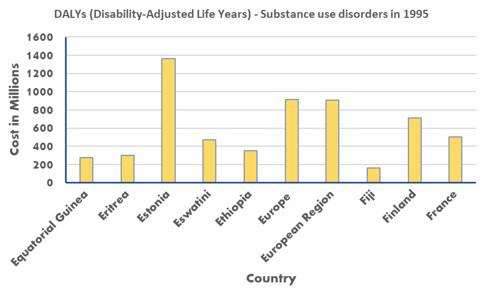 DALYs (Disability-Adjusted Life Years) - Substance use disorders in 1995
Cost in Millions
1600
1400
1200
1000
800
600
400
200
0
Equatorial Guinea
Eritrea
Estonia
Eswatini
Ethiopia
Europe
European Region
Fiji
Finland
France
Country